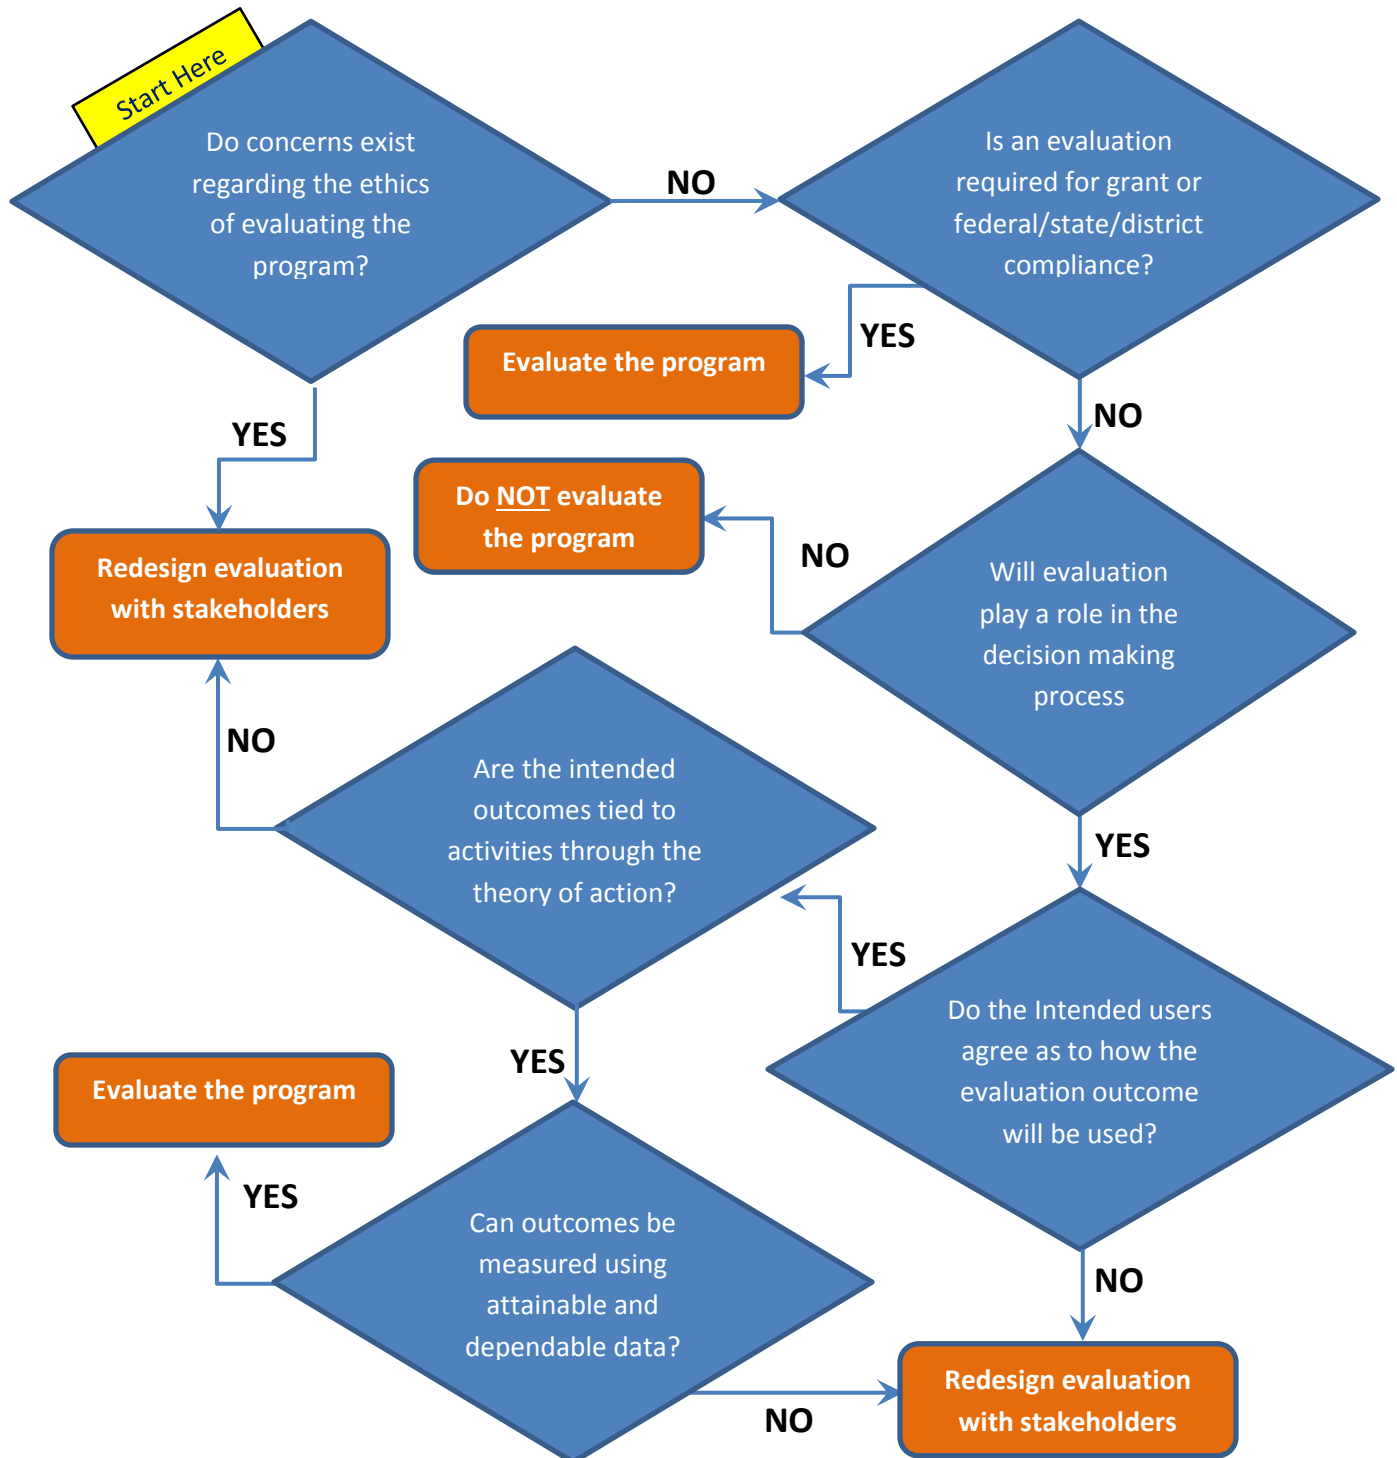 Start Here
Do concerns exist
regarding the ethics
of evaluating the
program?
NO
Is an evaluation
required for grant or
federal/state/district
compliance?
YES
Evaluate the program
NO
YES
Do NOT evaluate
the program
NO
Redesign evaluation
with stakeholders
Will evaluation
play a role in the
decision making
process
NO
Are the intended
outcomes tied to
activities through the
theory of action?
YES
YES
Do the Intended users
agree as to how the
evaluation outcome
will be used?
YES
Evaluate the program
YES
Can outcomes be
measured using
attainable and
dependable data?
NO
NO
Redesign evaluation
with stakeholders